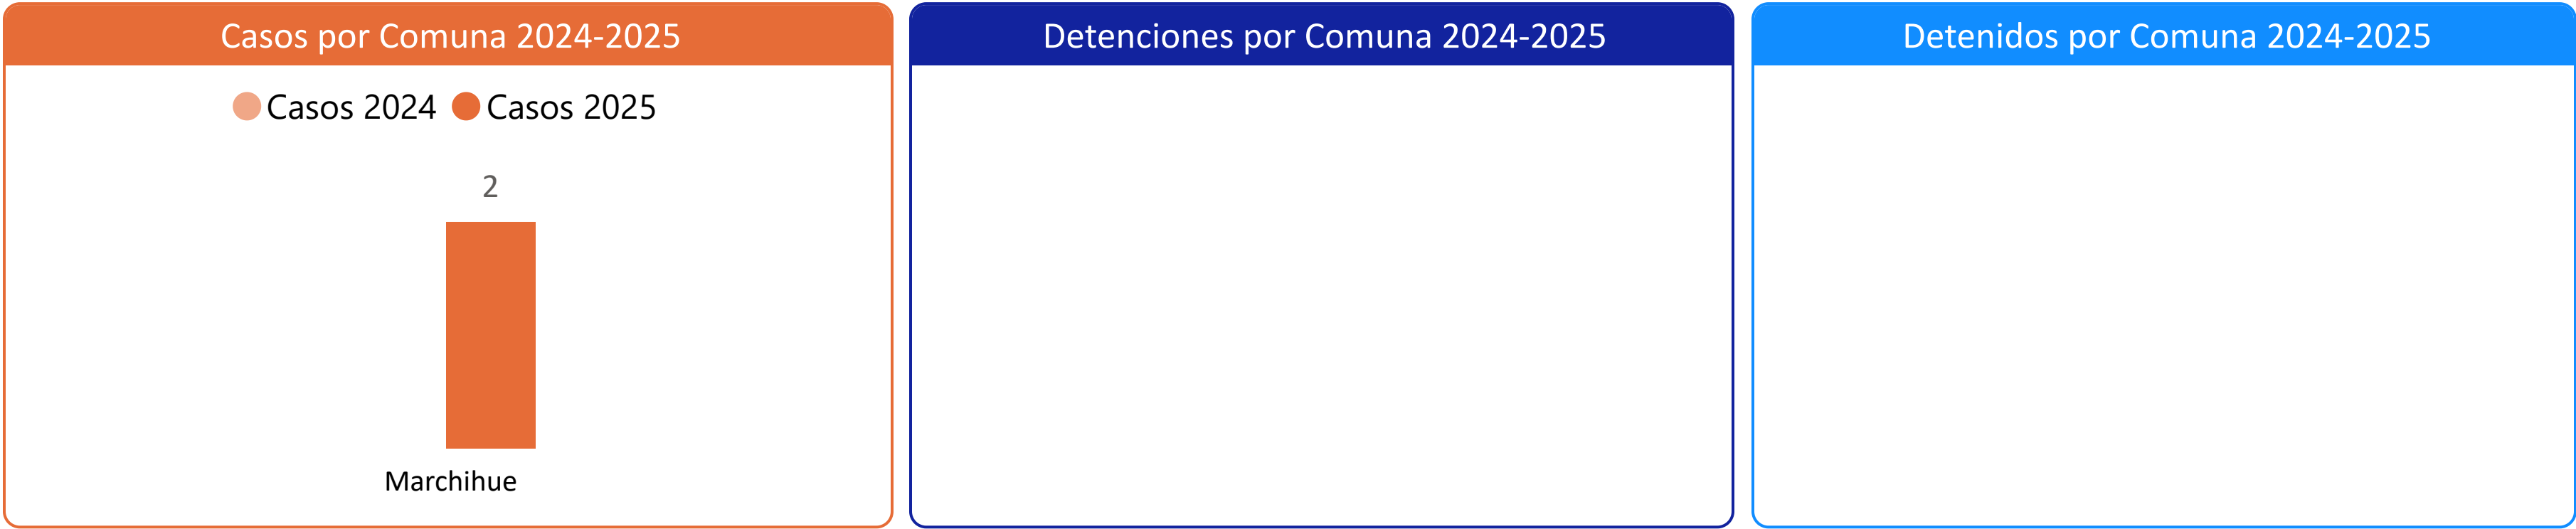 Casos por Comuna 2024-2025
Casos 2024 Casos 2025
2
Marchihue
Detenciones por Comuna 2024-2025
Detenidos por Comuna 2024-2025